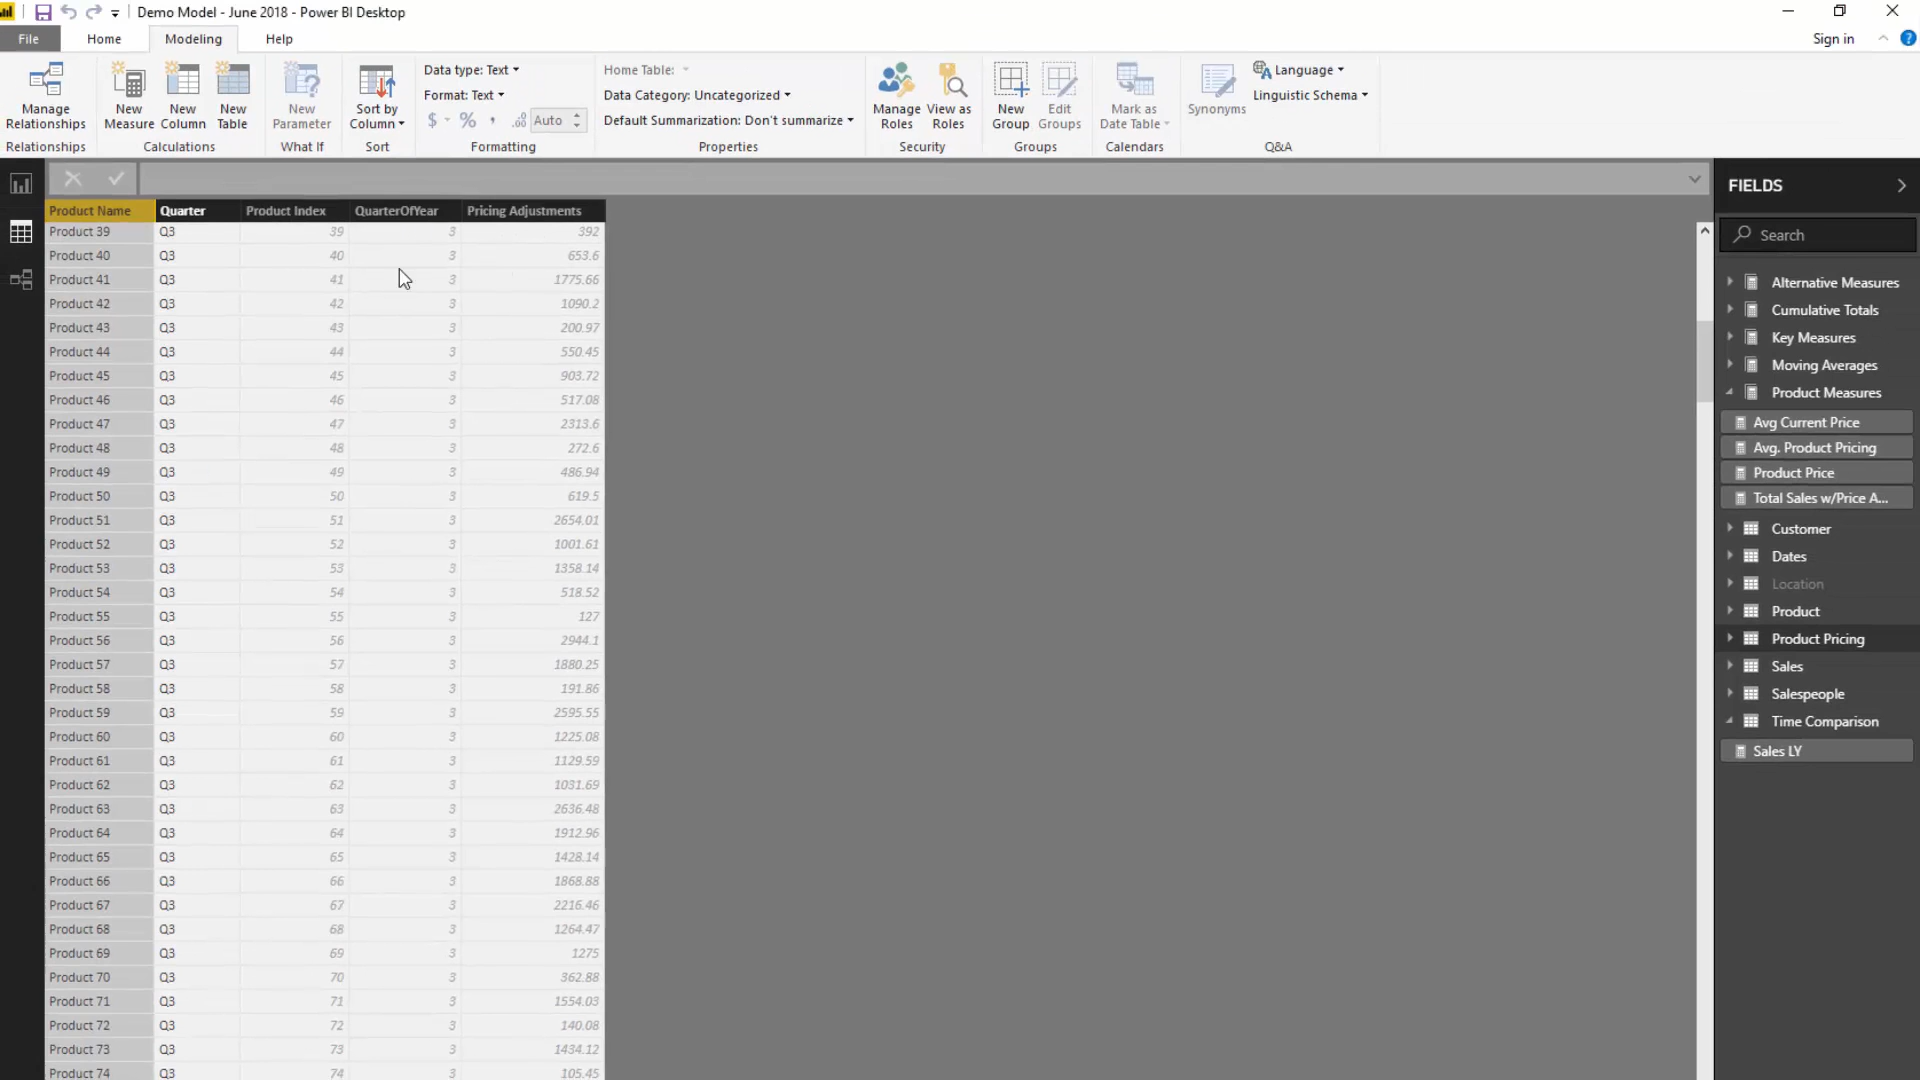 Demo Model - June 2018 - Power BI Desktop
File Home Modeling Help Sign in
Manage Relationships
Relationships
New Measure
New Column
New Table
Calculations
New Parameter
What If
Sort by Column
Sort
Data type: Text
Format: Text
$ % , .00 Auto
Formatting
Home Table:
Data Category: Uncategorized
Default Summarization: Don't summarize
Properties
Manage Roles
View as Roles
Security
New Group
Edit Groups
Groups
Mark as Date Table
Calendars
Synonyms
Language
Linguistic Schema
Q&A
Product Name Quarter Product Index QuarterOfYear Pricing Adjustments
Product 39 Q3 39 3 392
Product 40 Q3 40 3 653.6
Product 41 Q3 41 3 1775.66
Product 42 Q3 42 3 1090.2
Product 43 Q3 43 3 200.97
Product 44 Q3 44 3 550.45
Product 45 Q3 45 3 903.72
Product 46 Q3 46 3 517.08
Product 47 Q3 47 3 2313.6
Product 48 Q3 48 3 272.6
Product 49 Q3 49 3 486.94
Product 50 Q3 50 3 619.5
Product 51 Q3 51 3 2654.01
Product 52 Q3 52 3 1001.61
Product 53 Q3 53 3 1358.14
Product 54 Q3 54 3 518.52
Product 55 Q3 55 3 127
Product 56 Q3 56 3 2944.1
Product 57 Q3 57 3 1880.25
Product 58 Q3 58 3 191.86
Product 59 Q3 59 3 2595.55
Product 60 Q3 60 3 1225.08
Product 61 Q3 61 3 1129.59
Product 62 Q3 62 3 1031.69
Product 63 Q3 63 3 2636.48
Product 64 Q3 64 3 1912.96
Product 65 Q3 65 3 1428.14
Product 66 Q3 66 3 1868.88
Product 67 Q3 67 3 2216.46
Product 68 Q3 68 3 1264.47
Product 69 Q3 69 3 1275
Product 70 Q3 70 3 362.88
Product 71 Q3 71 3 1554.03
Product 72 Q3 72 3 140.08
Product 73 Q3 73 3 1434.12
Product 74 Q3 74 3 105.45
FIELDS
Search
Alternative Measures
Cumulative Totals
Key Measures
Moving Averages
Product Measures
Avg Current Price
Avg. Product Pricing
Product Price
Total Sales w/Price A...
Customer
Dates
Location
Product
Product Pricing
Sales
Salespeople
Time Comparison
Sales LY